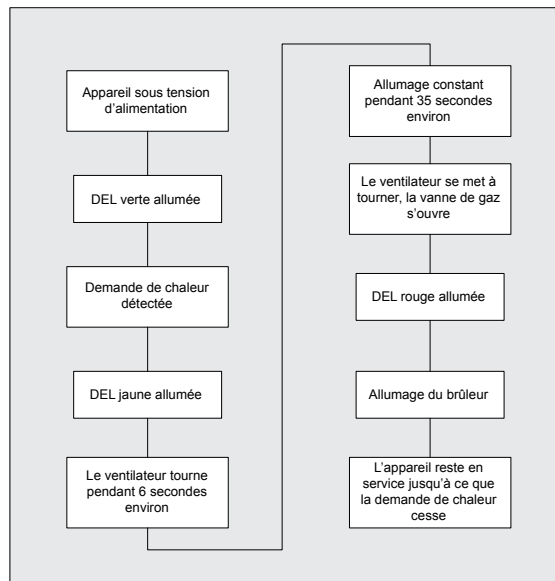 Appareil sous tension
d'alimentation
DEL verte allumée
Demande de chaleur
détectée
DEL jaune allumée
Le ventilateur tourne
pendant 6 secondes
environ
Allumage constant
pendant 35 secondes
environ
Le ventilateur se met à
tourner, la vanne de gaz
s'ouvre
DEL rouge allumée
Allumage du brûleur
L'appareil reste en
service jusqu'à ce que
la demande de chaleur
cesse